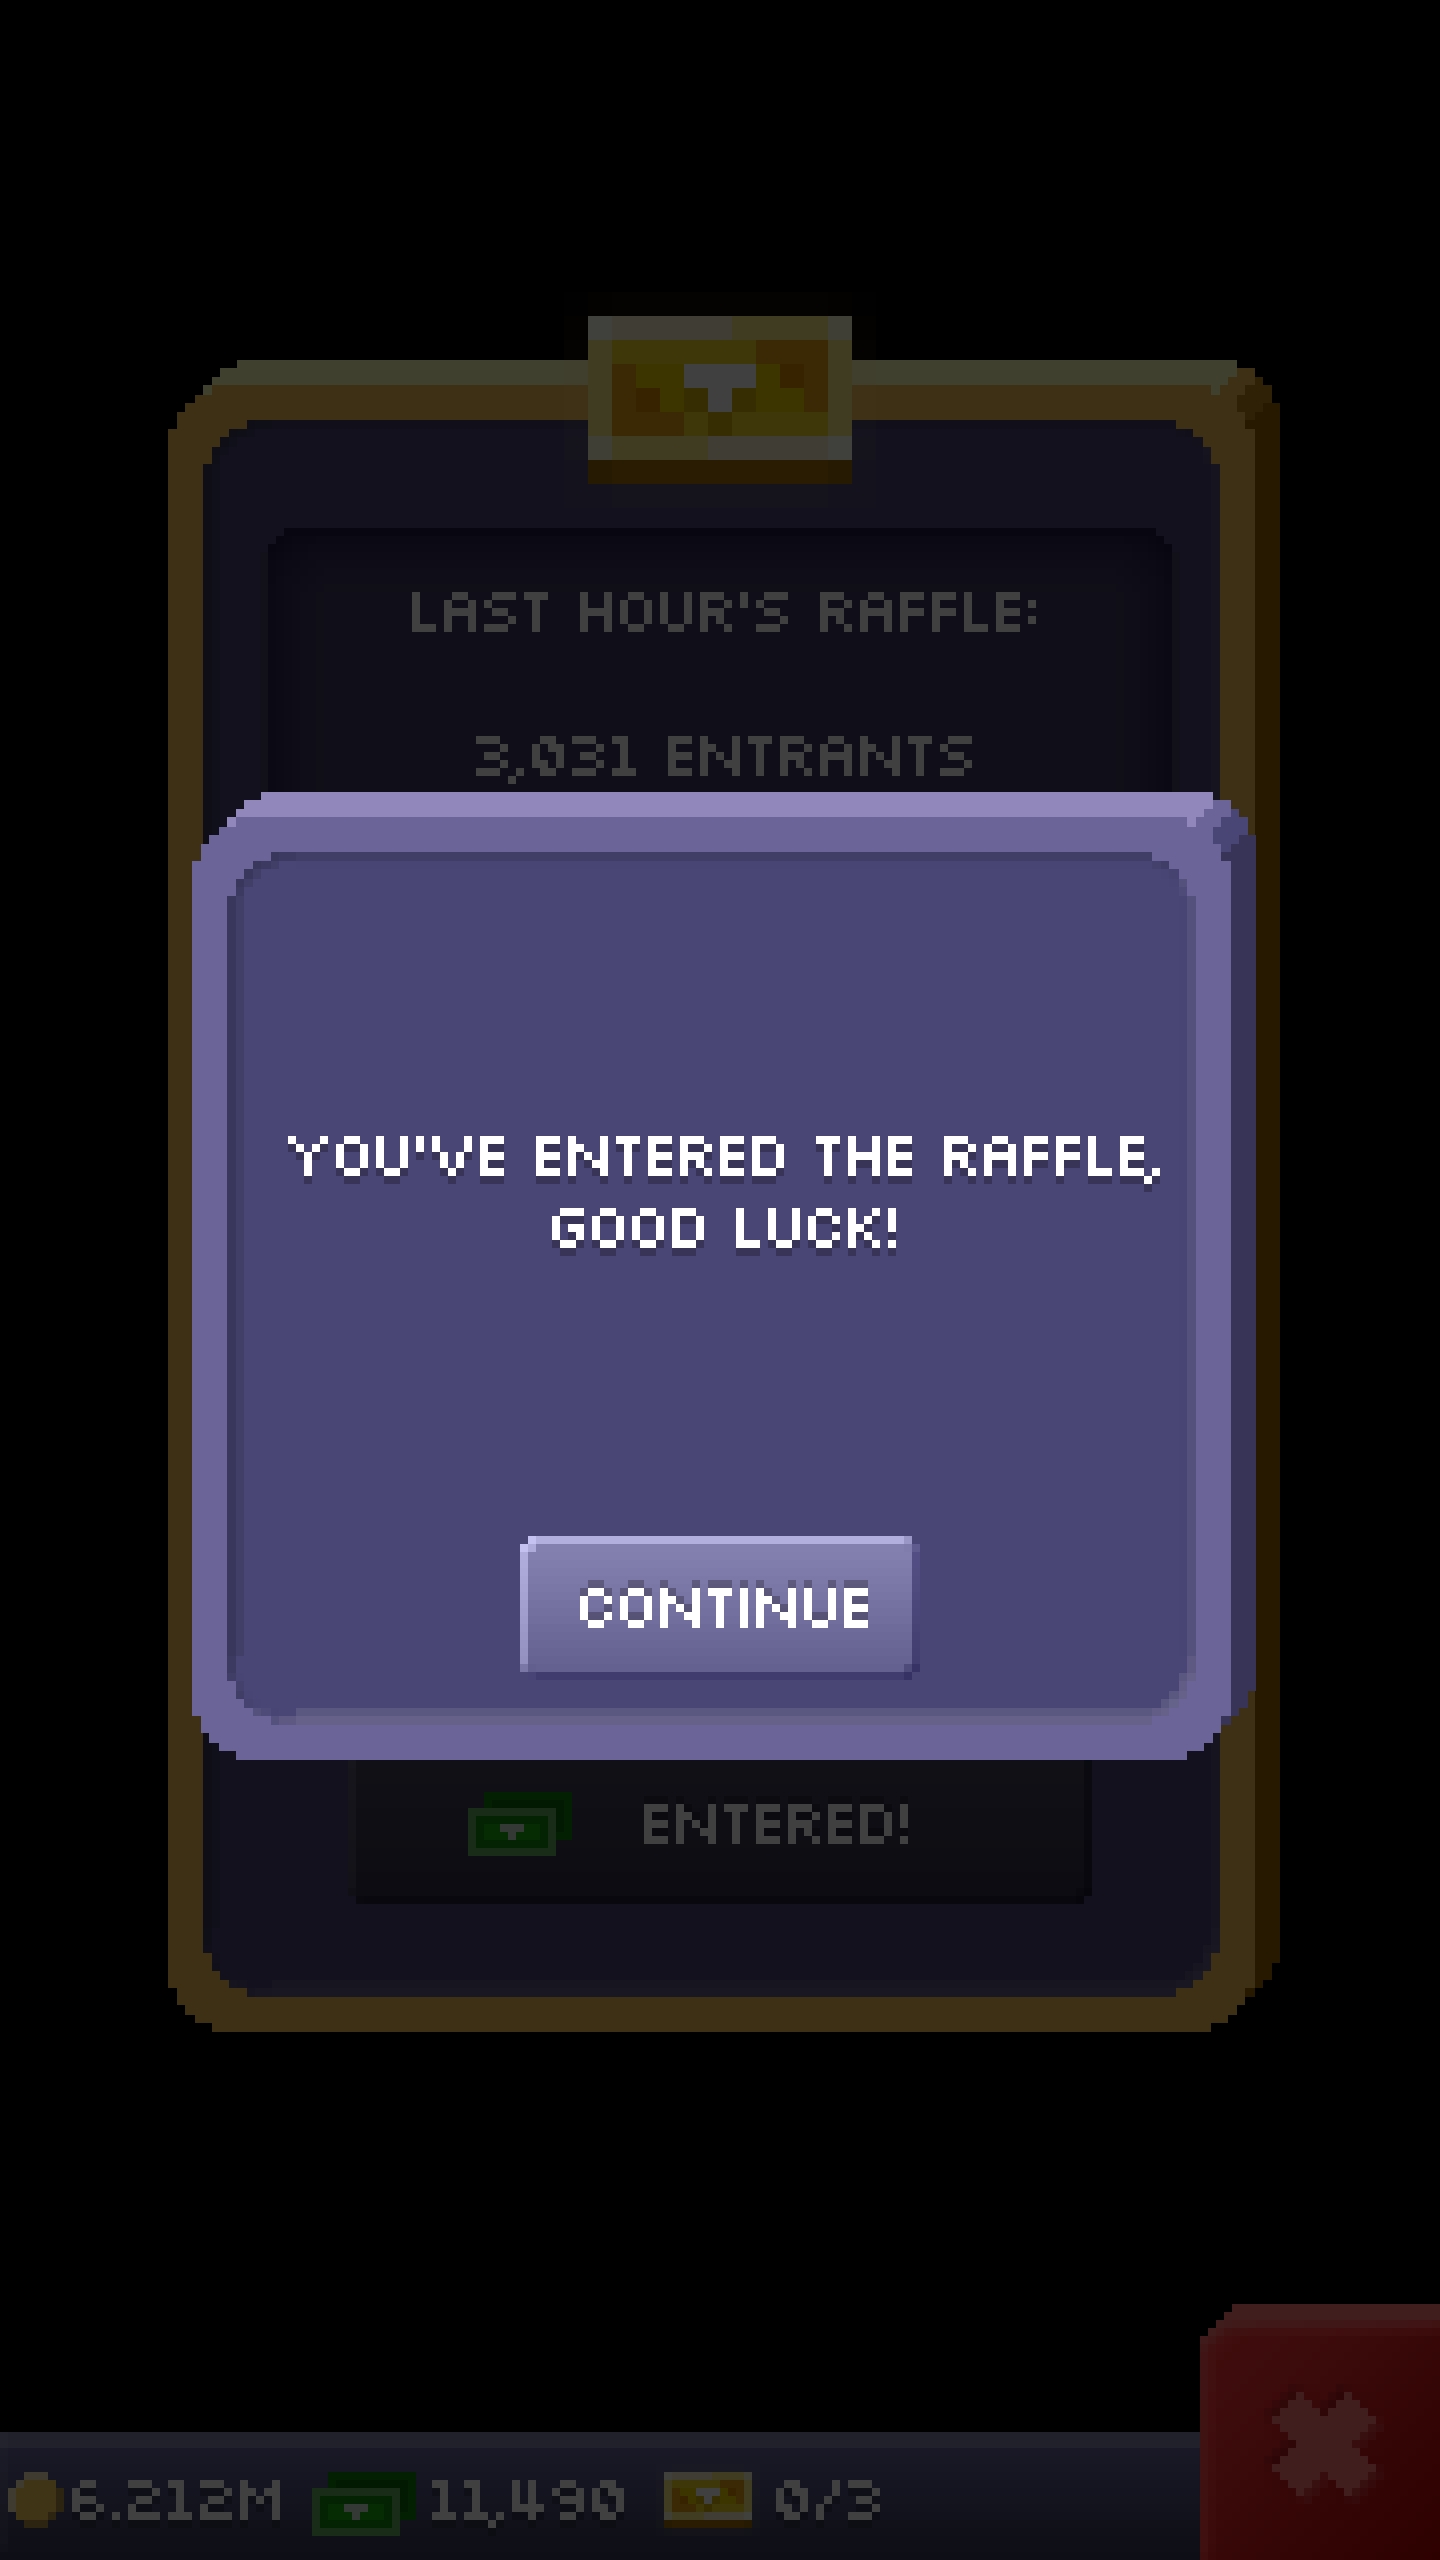 LAST HOUR'S RAFFLE:
3,031 ENTRANTS
YOU'VE ENTERED THE RAFFLE,
GOOD LUCK!
CONTINUE
ENTERED!
6.212M 11,490 0/3